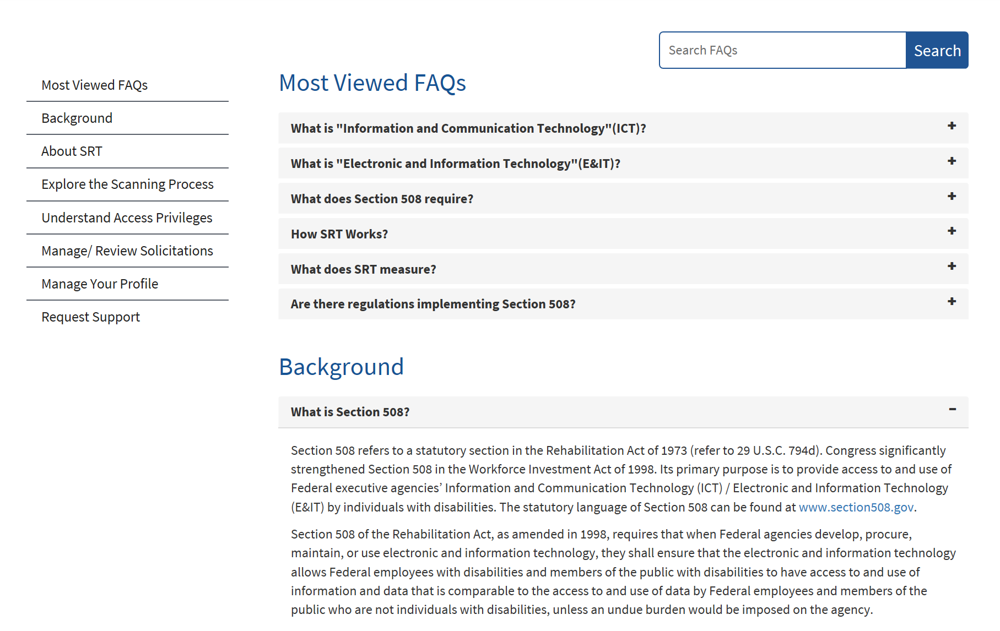 Search FAQs
Search
Most Viewed FAQs
Background
About SRT
Explore the Scanning Process
Understand Access Privileges
Manage/ Review Solicitations
Manage Your Profile
Request Support
Most Viewed FAQs
What is "Information and Communication Technology"(ICT)?
What is "Electronic and Information Technology"(E&IT)?
What does Section 508 require?
How SRT Works?
What does SRT measure?
Are there regulations implementing Section 508?
Background
What is Section 508?
Section 508 refers to a statutory section in the Rehabilitation Act of 1973 (refer to 29 U.S.C. 794d). Congress significantly
strengthened Section 508 in the Workforce Investment Act of 1998. Its primary purpose is to provide access to and use of
Federal executive agencies’ Information and Communication Technology (ICT) / Electronic and Information Technology
(E&IT) by individuals with disabilities. The statutory language of Section 508 can be found at www.section508.gov.
Section 508 of the Rehabilitation Act, as amended in 1998, requires that when Federal agencies develop, procure,
maintain, or use electronic and information technology, they shall ensure that the electronic and information technology
allows Federal employees with disabilities and members of the public with disabilities to have access to and use of
information and data that is comparable to the access to and use of data by Federal employees and members of the
public who are not individuals with disabilities, unless an undue burden would be imposed on the agency.